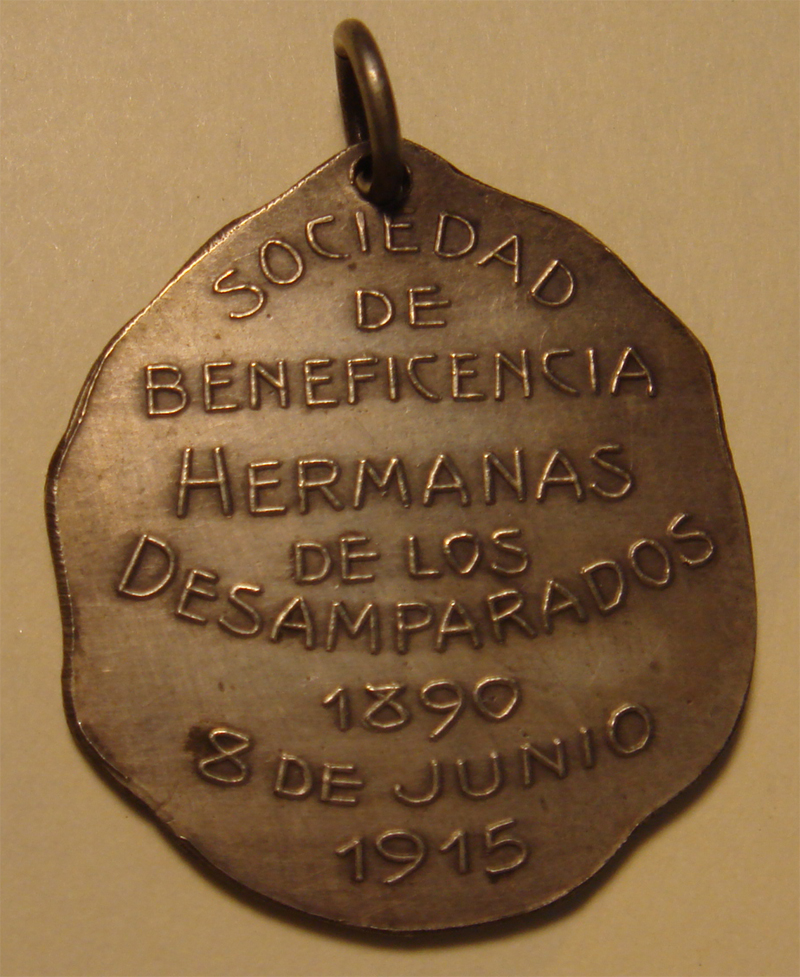 SOCIEDAD
DE
BENEFICENCIA
HERMANAS
DE LOS
DESAMPARADOS
1890
8 DE JUNIO
1915